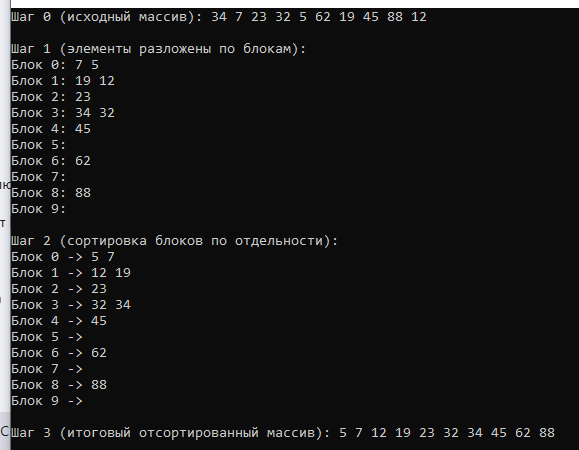 Шаг 0 (исходный массив): 34 7 23 32 5 62 19 45 88 12
Шаг 1 (элементы разложены по блокам):
Блок 0: 7 5
Блок 1: 19 12
Блок 2: 23
Блок 3: 34 32
Блок 4: 45
Блок 5:
Блок 6: 62
Блок 7:
Блок 8: 88
Блок 9:
Шаг 2 (сортировка блоков по отдельности):
Блок 0 -> 5 7
Блок 1 -> 12 19
Блок 2 -> 23
Блок 3 -> 32 34
Блок 4 -> 45
Блок 5 ->
Блок 6 -> 62
Блок 7 ->
Блок 8 -> 88
Блок 9 ->
Шаг 3 (итоговый отсортированный массив): 5 7 12 19 23 32 34 45 62 88